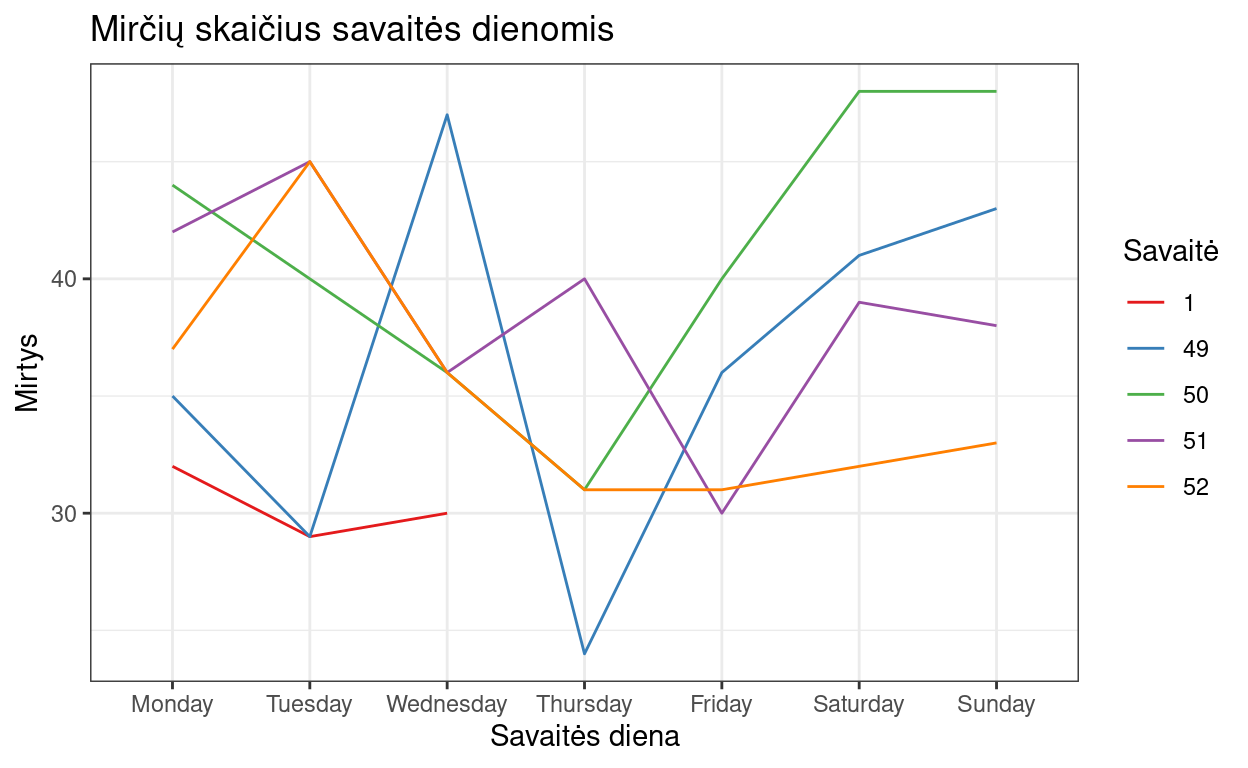 Mirčių skaičius savaitės dienomis
Mirtys
40
30
Monday Tuesday Wednesday Thursday Friday Saturday Sunday
Savaitės diena
Savaitė
1
49
50
51
52